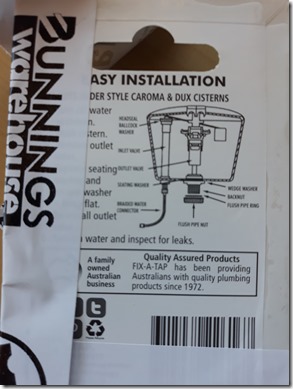 BUNNINGS
warehouse
EASY INSTALLATION
DER STYLE CAROMA & DUX CISTERNS
water
n.
stern.
l outlet
seating
and
washer
flat.
all outlet
n water and inspect for leaks.
HEADSEAL
BALLCOCK
WASHER
INLET VALVE
OUTLET VALVE
SEATING WASHER
BRAIDED WATER
CONNECTOR
WEDGE WASHER
BACKNUT
FLUSH PIPE RING
FLUSH PIPE NUT
A family
owned
Australian
business
Quality Assured Products
FIX-A-TAP has been providing
Australians with quality plumbing
products since 1972.